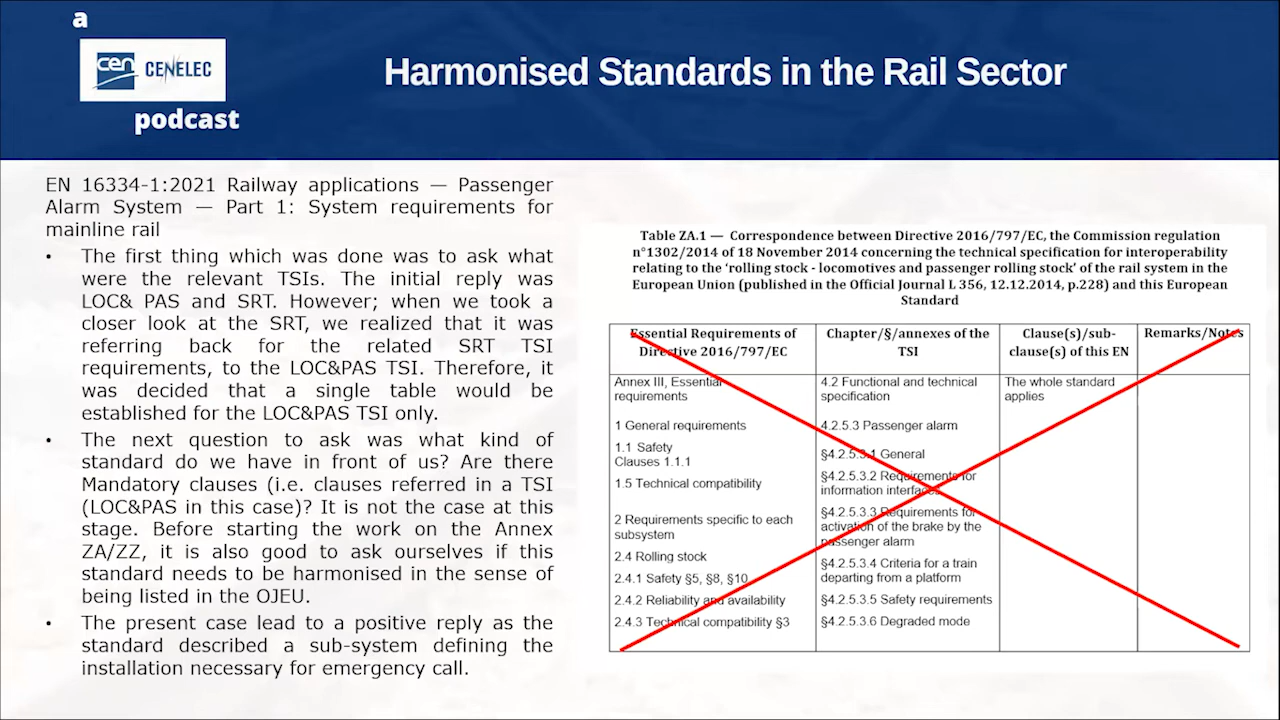 a
cen CENELEC
podcast
Harmonised Standards in the Rail Sector
EN 16334-1:2021 Railway applications — Passenger
Alarm System — Part 1: System requirements for
mainline rail
• The first thing which was done was to ask what
were the relevant TSIs. The initial reply was
LOC& PAS and SRT. However; when we took a
closer look at the SRT, we realized that it was
referring back for the related SRT TSI
requirements, to the LOC&PAS TSI. Therefore, it
was decided that a single table would be
established for the LOC&PAS TSI only.
• The next question to ask was what kind of
standard do we have in front of us? Are there
Mandatory clauses (i.e. clauses referred in a TSI
(LOC&PAS in this case)? It is not the case at this
stage. Before starting the work on the Annex
ZA/ZZ, it is also good to ask ourselves if this
standard needs to be harmonised in the sense of
being listed in the OJEU.
• The present case lead to a positive reply as the
standard described a sub-system defining the
installation necessary for emergency call.
Table ZA.1 — Correspondence between Directive 2016/797/EC, the Commission regulation
n°1302/2014 of 18 November 2014 concerning the technical specification for interoperability
relating to the ‘rolling stock - locomotives and passenger rolling stock’ of the rail system in the
European Union (published in the Official Journal L 356, 12.12.2014, p.228) and this European
Standard
Essential Requirements of
Directive 2016/797/EC
Chapter/§/annexes of the
TSI
Clause(s)/sub-
clause(s) of this EN
Remarks/Notes
Annex III, Essential
requirements
1 General requirements
1.1 Safety
Clauses 1.1.1
1.5 Technical compatibility
2 Requirements specific to each
subsystem
2.4 Rolling stock
2.4.1 Safety §5, §8, §10
2.4.2 Reliability and availability
2.4.3 Technical compatibility §3
4.2 Functional and technical
specification
4.2.5.3 Passenger alarm
§4.2.5.3.1 General
§4.2.5.3.2 Requirements for
information interfaces
§4.2.5.3.3 Requirements for
activation of the brake by the
passenger alarm
§4.2.5.3.4 Criteria for a train
departing from a platform
§4.2.5.3.5 Safety requirements
§4.2.5.3.6 Degraded mode
The whole standard
applies